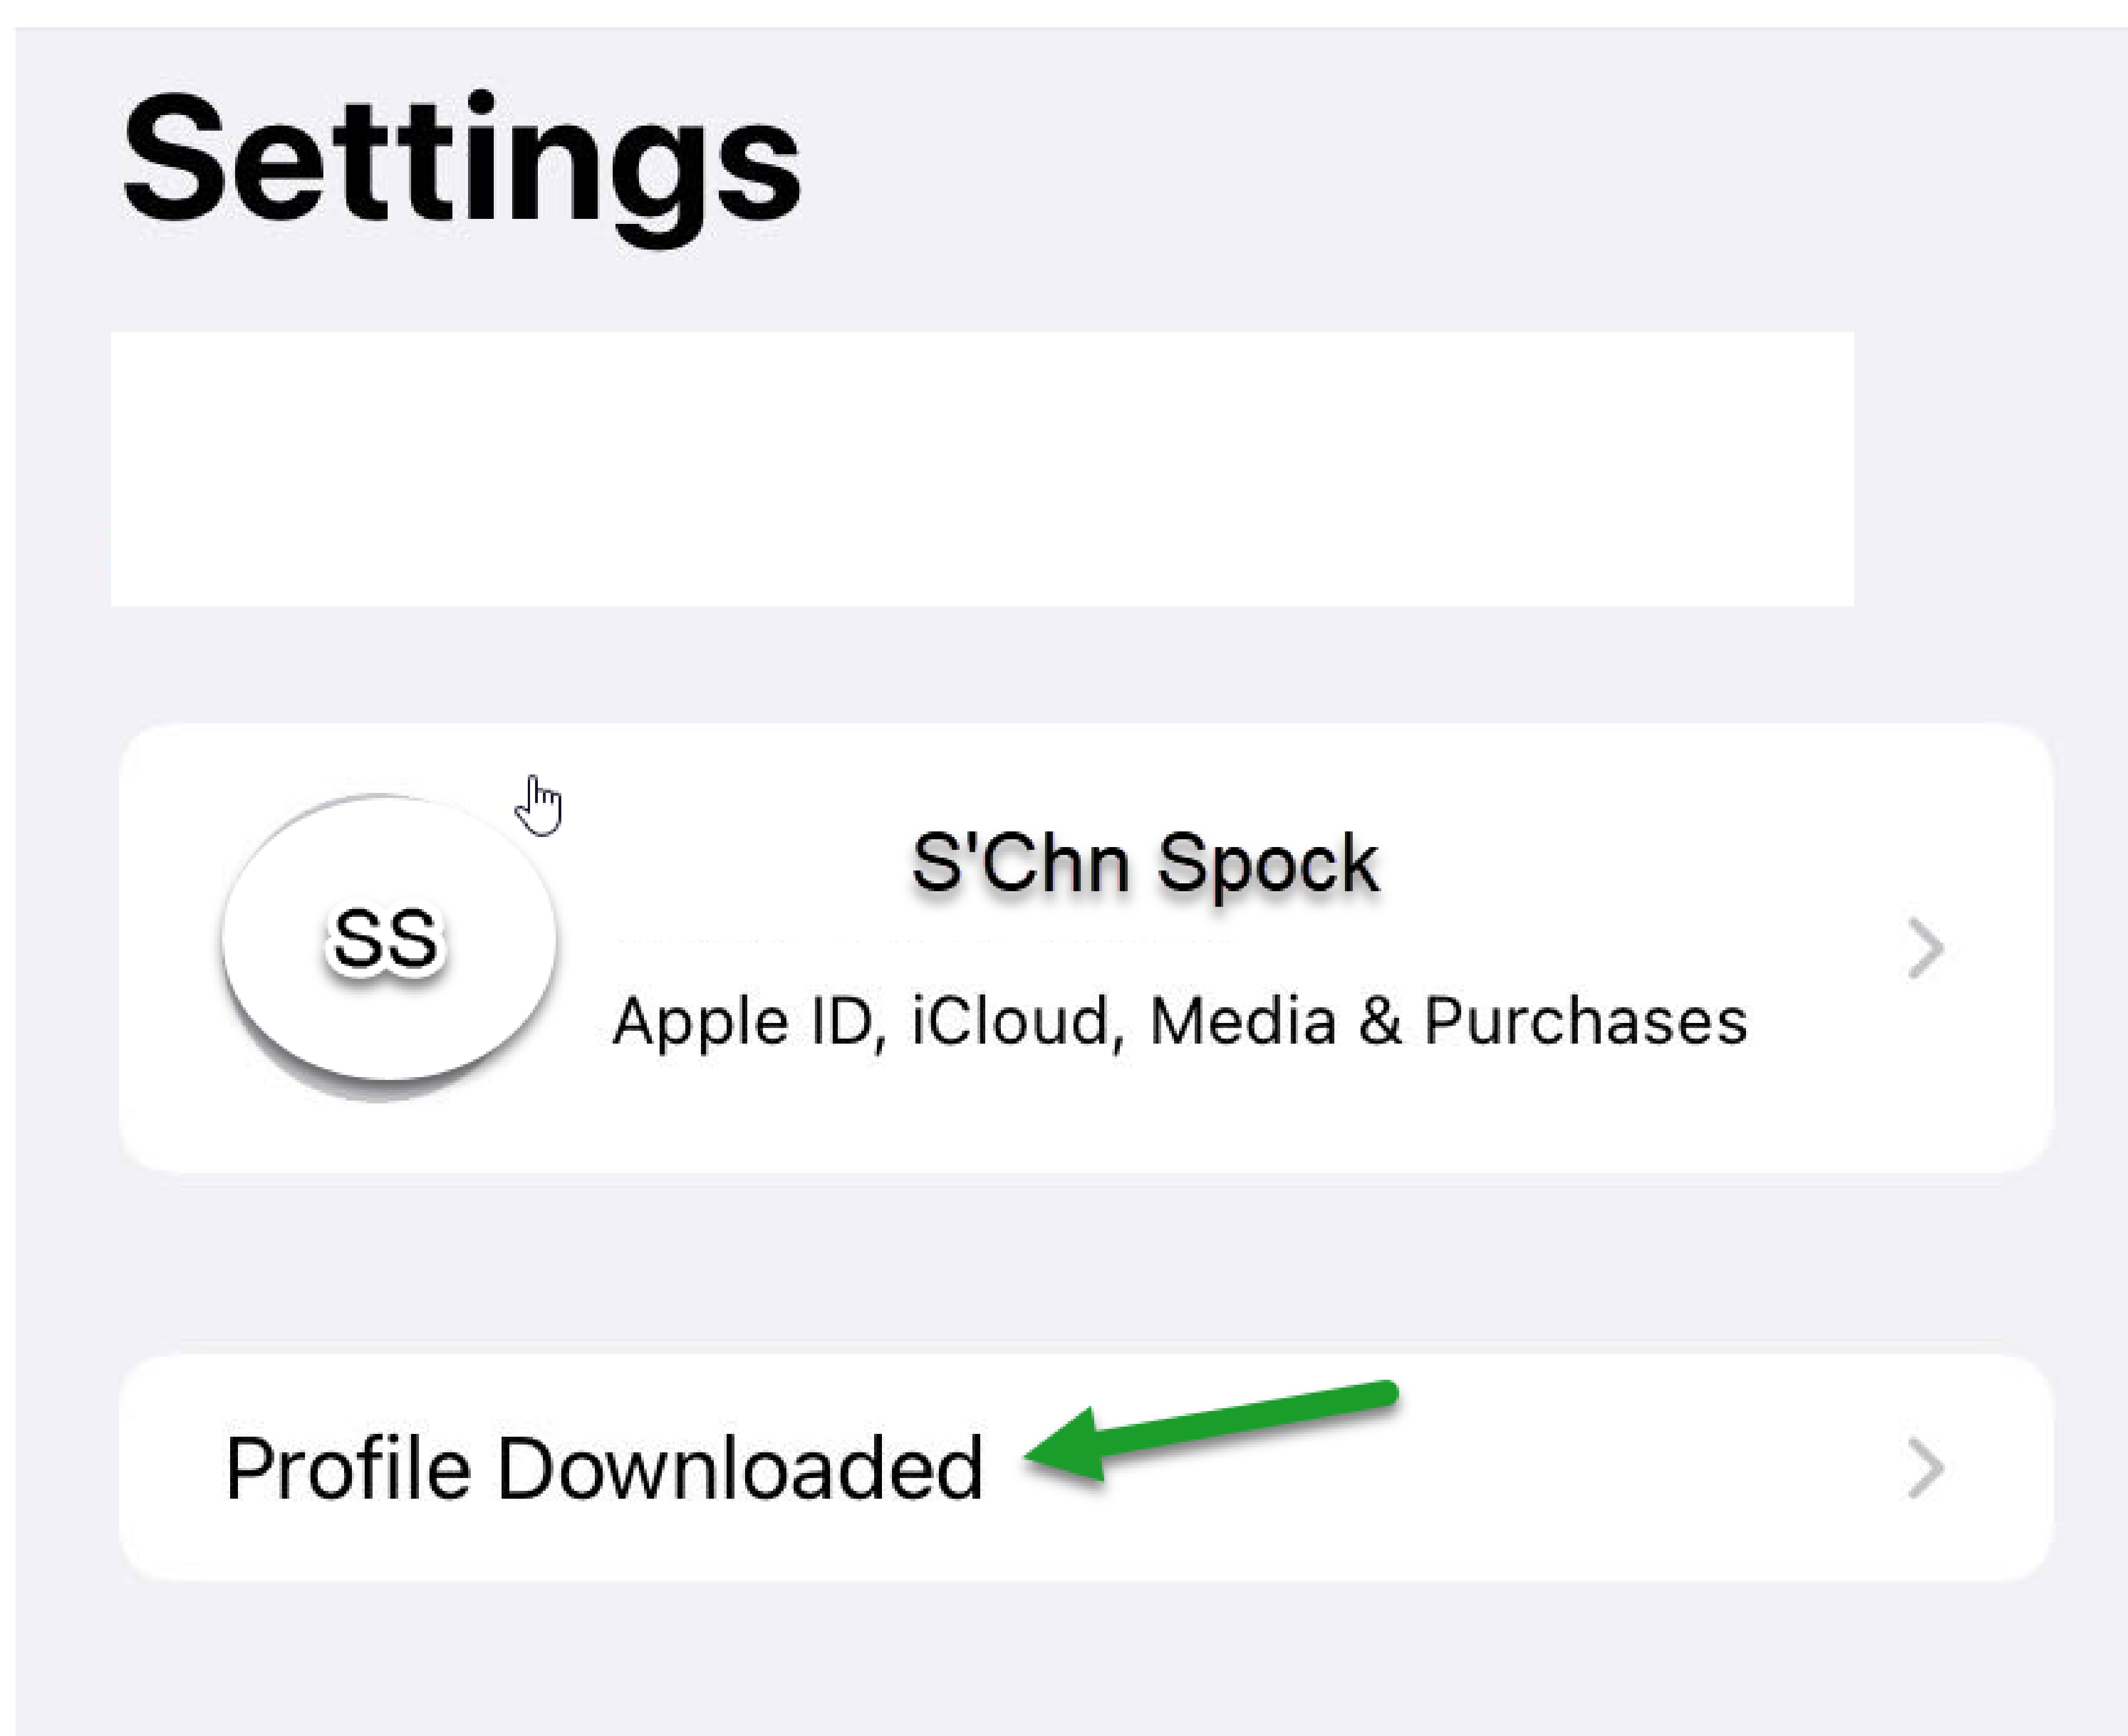 Settings
S'Chn Spock
SS
Apple ID, iCloud, Media & Purchases
Profile Downloaded